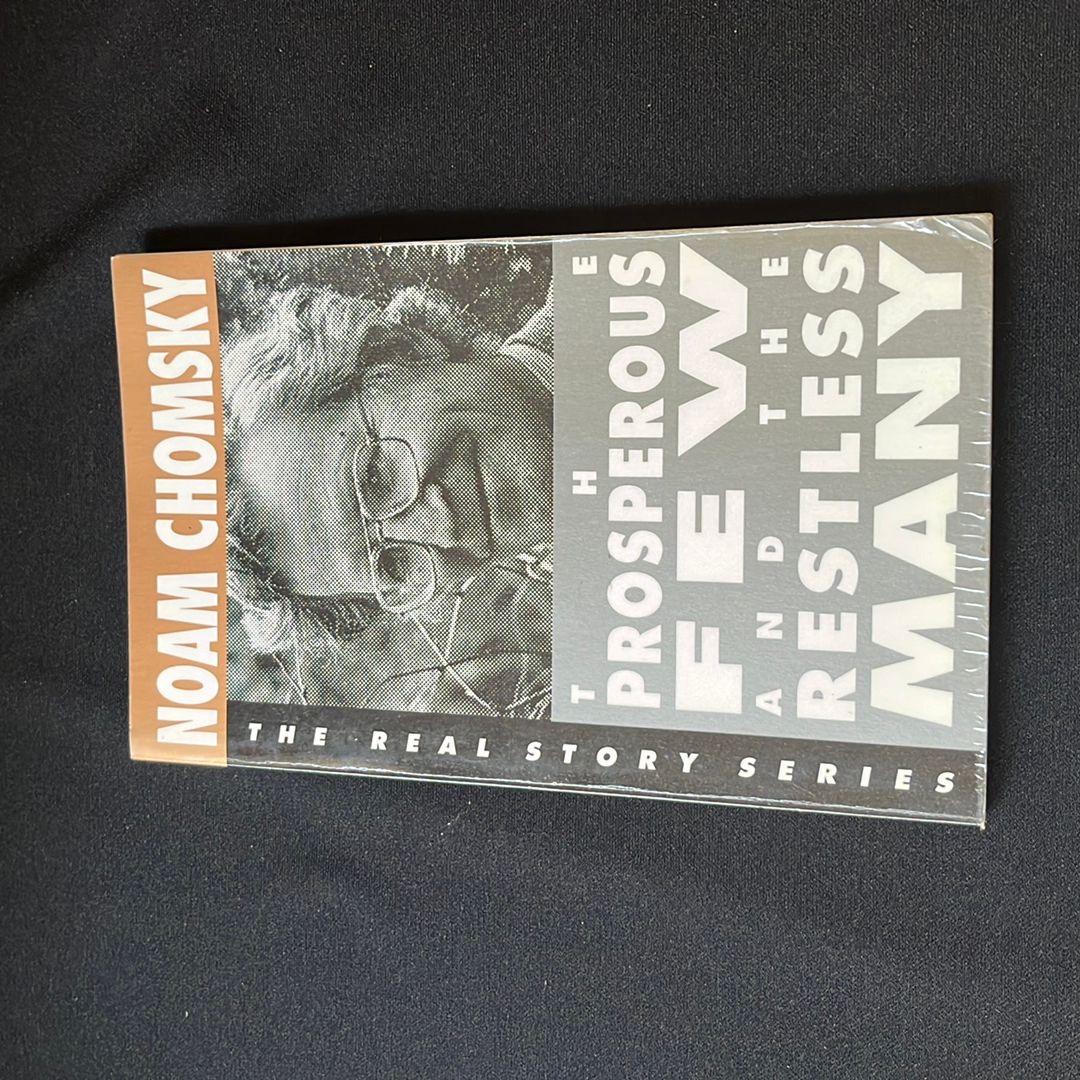 NOAM CHOMSKY
THE
PROSPEROUS
FEW
AND THE
RESTLESS
MANY
THE REAL STORY SERIES